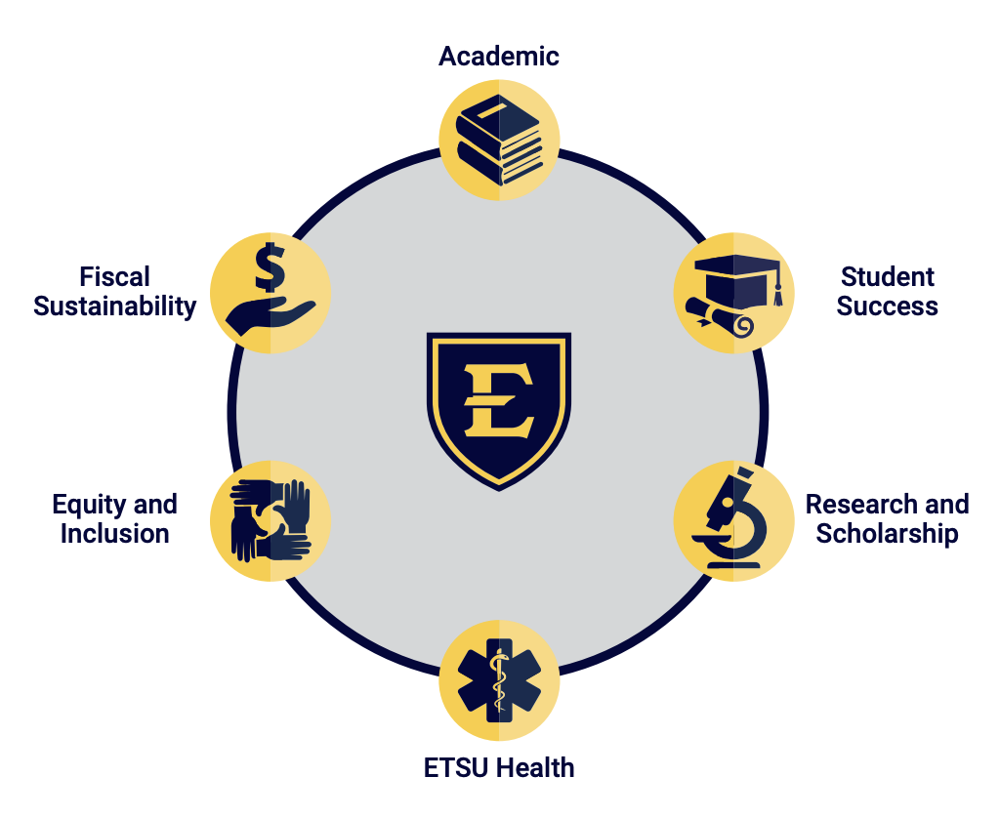 Academic
Fiscal
Sustainability
Student
Success
E
Equity and
Inclusion
Research and
Scholarship
ETSU Health